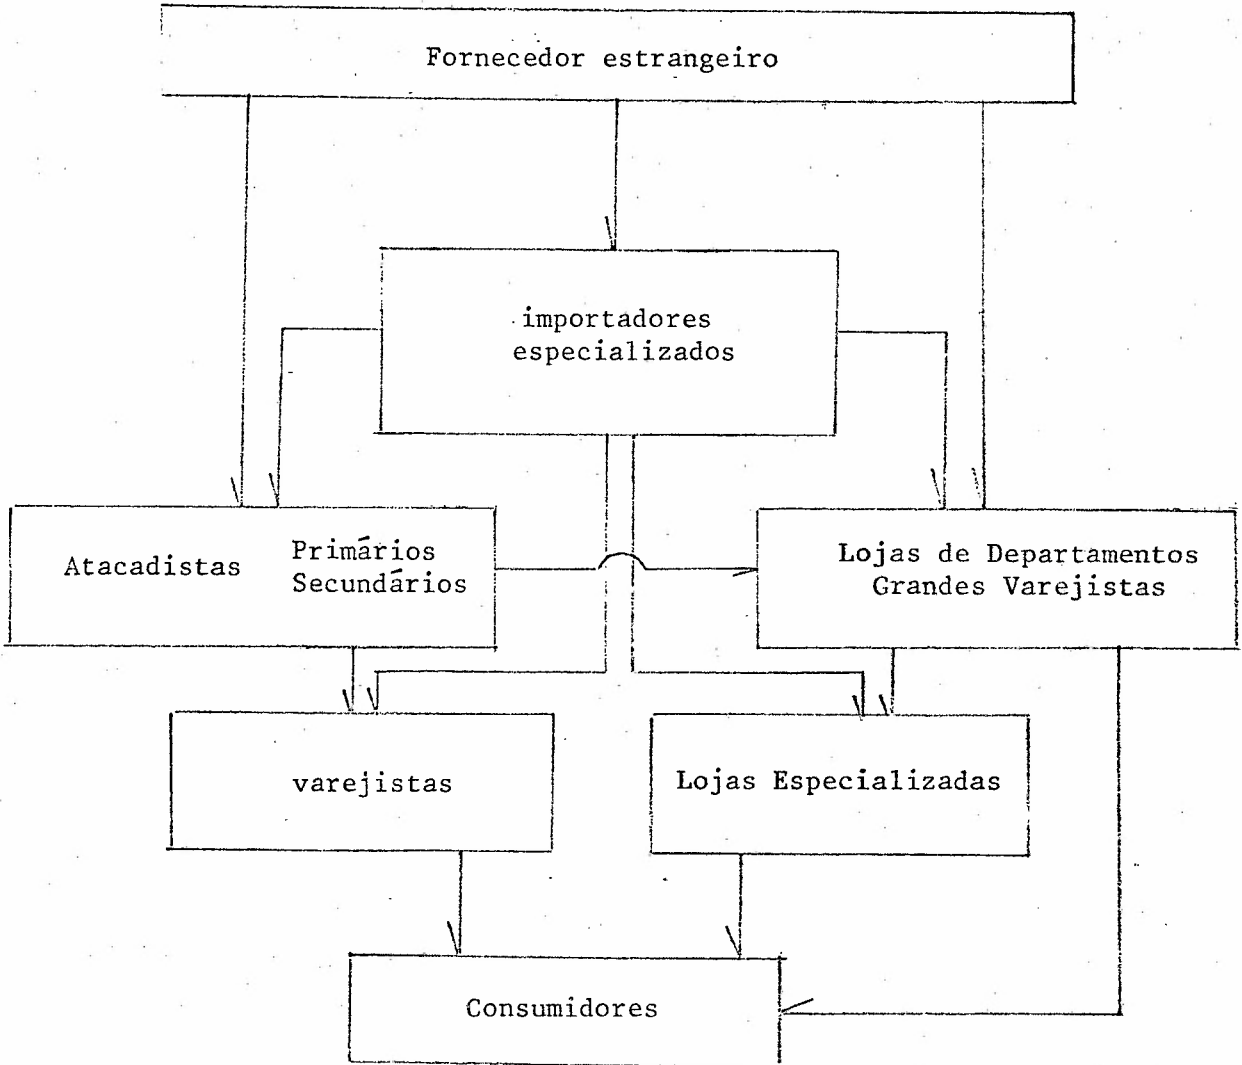 Fornecedor estrangeiro
importadores
especializados
Atacadistas
Primários
Secundários
Lojas de Departamentos
Grandes Varejistas
varejistas
Lojas Especializadas
Consumidores